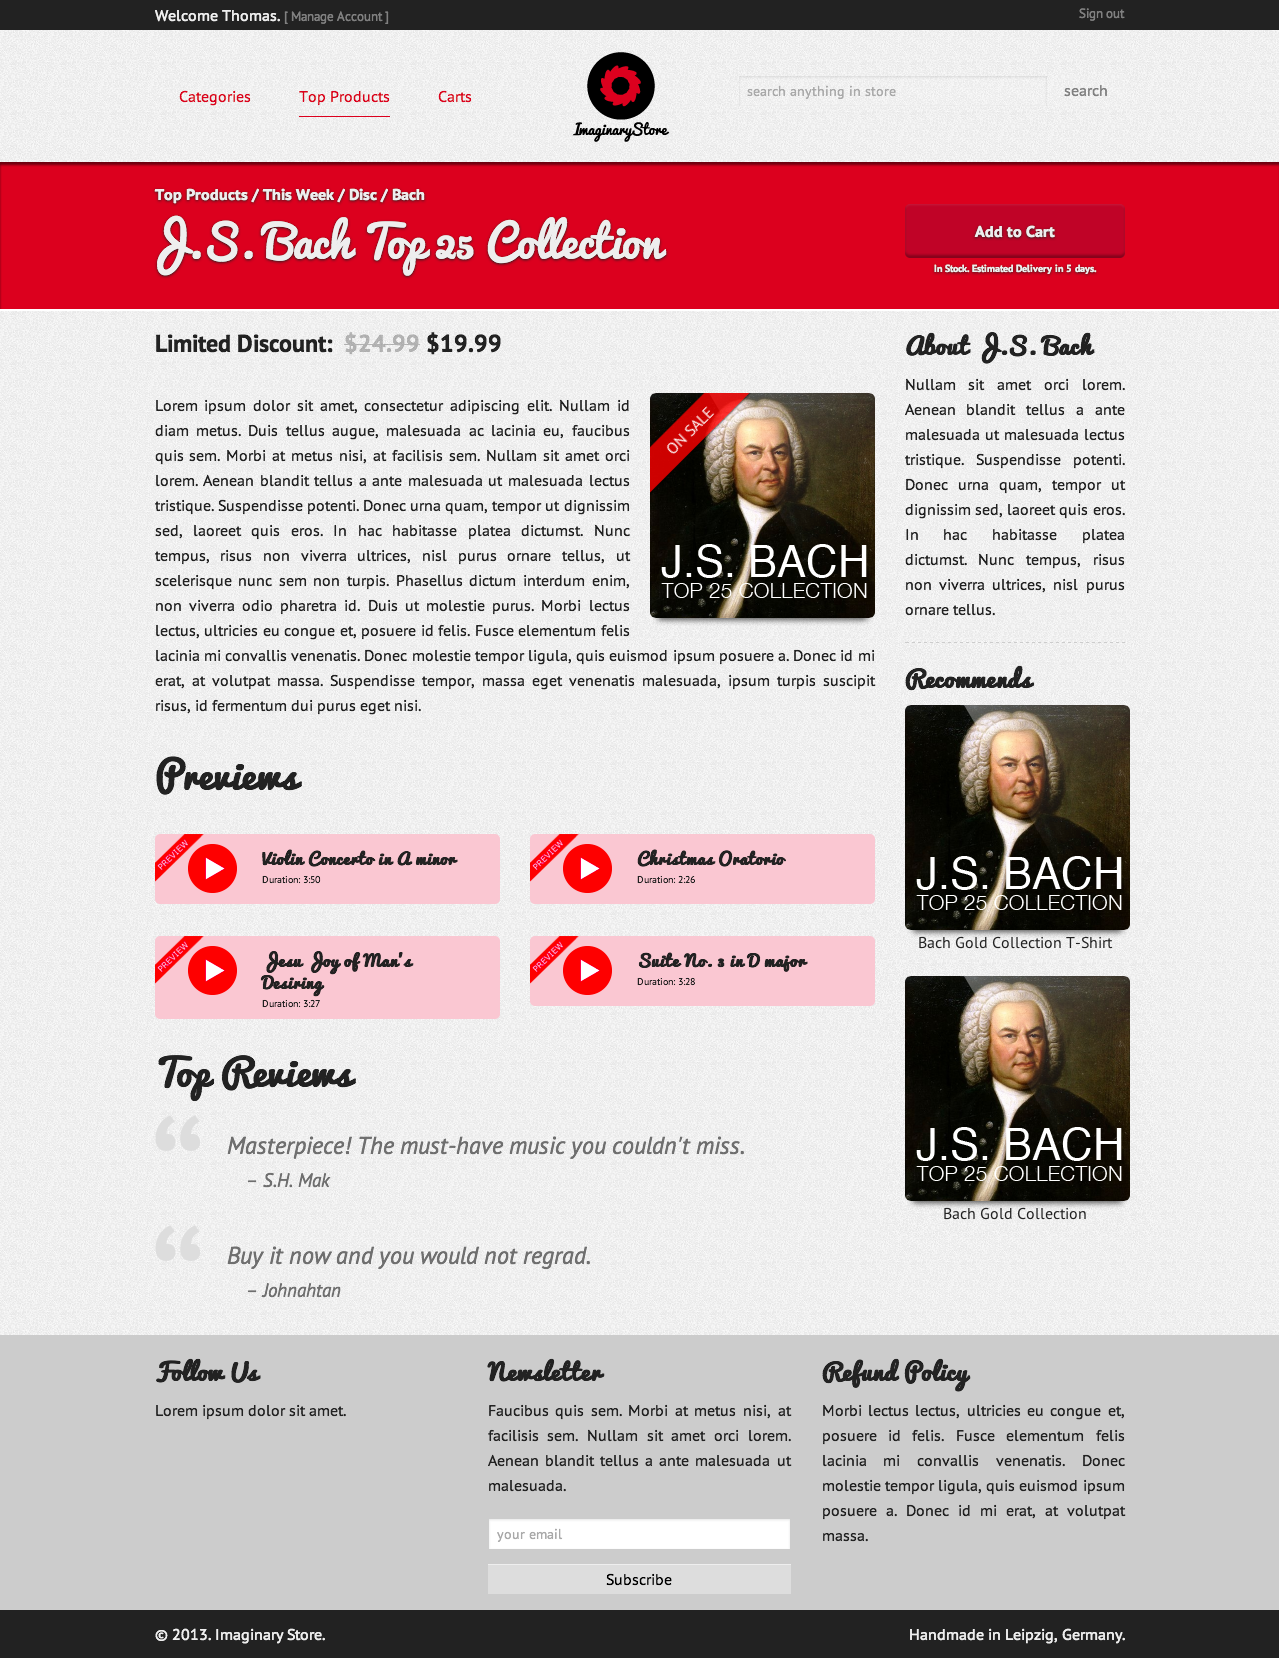 Welcome Thomas. [ Manage Account ]
Sign out
Categories
Top Products
Carts
ImaginaryStore
search anything in store
search
Top Products / This Week / Disc / Bach
J.S. Bach Top 25 Collection
Add to Cart
In Stock. Estimated Delivery in 5 days.
Limited Discount: $24.99 $19.99
Lorem ipsum dolor sit amet, consectetur adipiscing elit. Nullam id
diam metus. Duis tellus augue, malesuada ac lacinia eu, faucibus
quis sem. Morbi at metus nisi, at facilisis sem. Nullam sit amet orci
lorem. Aenean blandit tellus a ante malesuada ut malesuada lectus
tristique. Suspendisse potenti. Donec urna quam, tempor ut dignissim
sed, laoreet quis eros. In hac habitasse platea dictumst. Nunc
tempus, risus non viverra ultrices, nisl purus ornare tellus, ut
scelerisque nunc sem non turpis. Phasellus dictum interdum enim,
non viverra odio pharetra id. Duis ut molestie purus. Morbi lectus
lectus, ultricies eu congue et, posuere id felis. Fusce elementum felis
lacinia mi convallis venenatis. Donec molestie tempor ligula, quis euismod ipsum posuere a. Donec id mi
erat, at volutpat massa. Suspendisse tempor, massa eget venenatis malesuada, ipsum turpis suscipit
risus, id fermentum dui purus eget nisi.
ON SALE
J.S. BACH
TOP 25 COLLECTION
Previews
PREVIEW
Violin Concerto in A minor
Duration: 3:50
PREVIEW
Christmas Oratorio
Duration: 2:26
PREVIEW
Jesu Joy of Man's
Desiring
Duration: 3:27
PREVIEW
Suite No. 2 in D major
Duration: 3:28
Top Reviews
“
Masterpiece! The must-have music you couldn't miss.
– S.H. Mak
“
Buy it now and you would not regrad.
– Johnahtan
About J.S. Bach
Nullam sit amet orci lorem.
Aenean blandit tellus a ante
malesuada ut malesuada lectus
tristique. Suspendisse potenti.
Donec urna quam, tempor ut
dignissim sed, laoreet quis eros.
In hac habitasse platea
dictumst. Nunc tempus, risus
non viverra ultrices, nisl purus
ornare tellus.
Recommends
J.S. BACH
TOP 25 COLLECTION
Bach Gold Collection T-Shirt
J.S. BACH
TOP 25 COLLECTION
Bach Gold Collection
Follow Us
Lorem ipsum dolor sit amet.
Newsletter
Faucibus quis sem. Morbi at metus nisi, at
facilisis sem. Nullam sit amet orci lorem.
Aenean blandit tellus a ante malesuada ut
malesuada.
your email
Subscribe
Refund Policy
Morbi lectus lectus, ultricies eu congue et,
posuere id felis. Fusce elementum felis
lacinia mi convallis venenatis. Donec
molestie tempor ligula, quis euismod ipsum
posuere a. Donec id mi erat, at volutpat
massa.
© 2013. Imaginary Store.
Handmade in Leipzig, Germany.